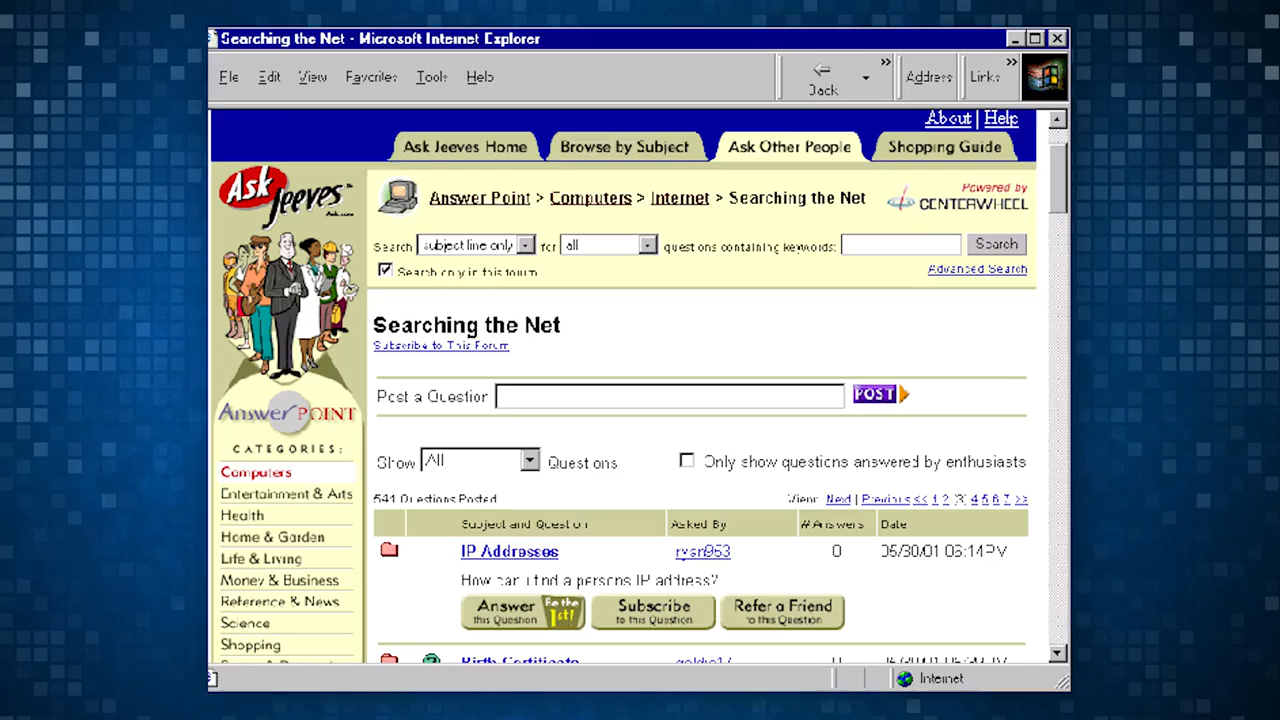 Searching the Net - Microsoft Internet Explorer
File Edit View Favorites Tools Help
Back
Address
Links
About | Help
Ask Jeeves Home
Browse by Subject
Ask Other People
Shopping Guide
Ask Jeeves™
Ask.com
Answer Point > Computers > Internet > Searching the Net
Powered by
CENTERWHEEL
Search subject line only for all questions containing keywords: Search
Search only in this forum
Advanced Search
Searching the Net
Subscribe to This Forum
Post a Question POST
AnswerPOINT
CATEGORIES:
Computers
Entertainment & Arts
Health
Home & Garden
Life & Living
Money & Business
Reference & News
Science
Shopping
Show All Questions
Only show questions answered by enthusiasts
541 Questions Posted
View: Next | Previous << 1 2 [3] 4 5 6 7 >>
Subject and Question Asked By # Answers Date
IP Addresses ryan953 0 05/30/01 06:14PM
How can i find a persons IP address?
Answer
this Question
Be the
1st!
Subscribe
to this Question
Refer a Friend
to this Question
Birth Certificate
Internet